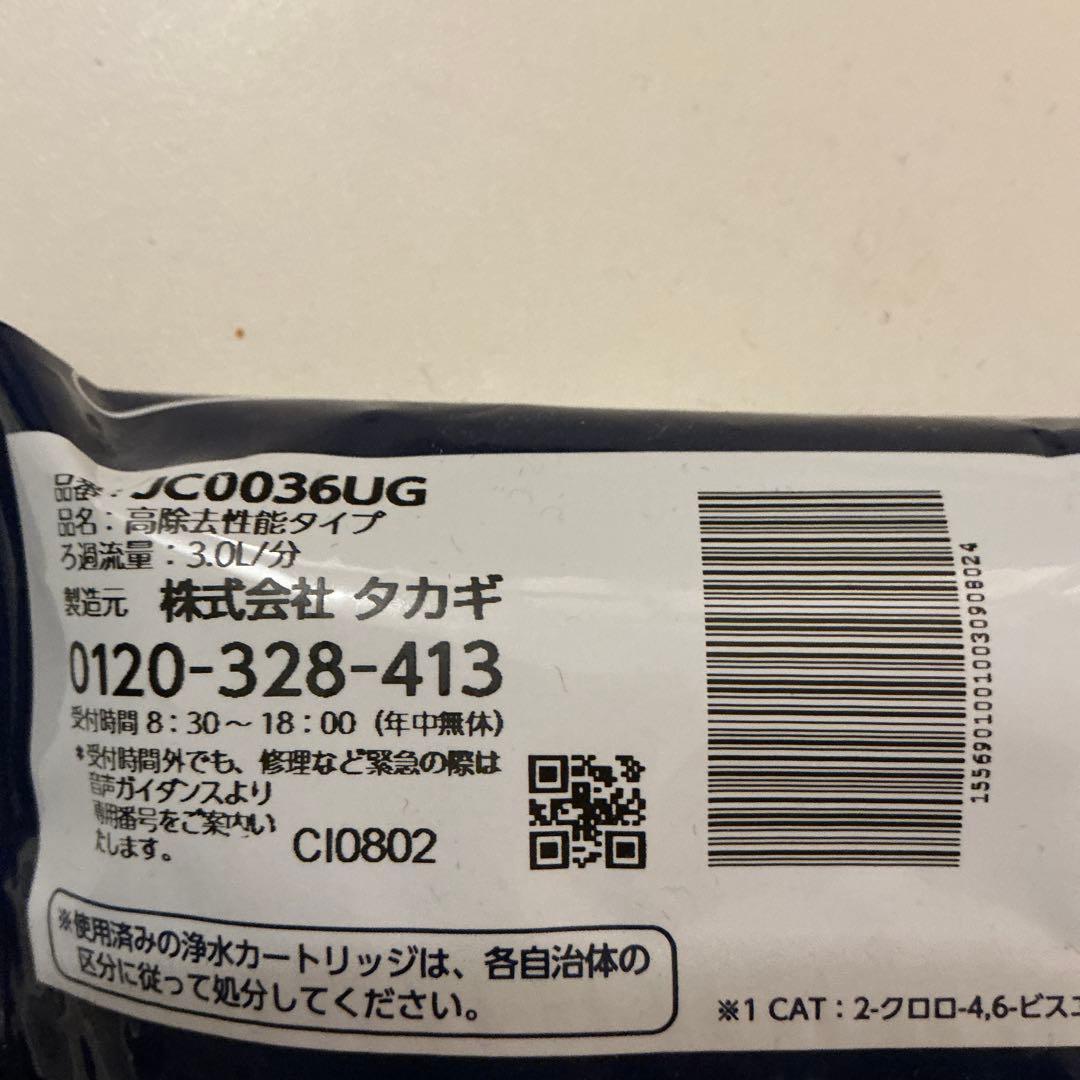 品番：JC0036UG
品名：高除去性能タイプ
ろ過流量：3.0L/分
製造元 株式会社 タカギ
0120-328-413
受付時間 8：30～18：00（年中無休）
*受付時間外でも、修理など緊急の際は
音声ガイダンスより
専用番号をご案内い
たします。
CI0802
※使用済みの浄水カートリッジは、各自治体の
区分に従って処分してください。
1556901001010030908024
※1 CAT：2-クロロ-4,6-ビス